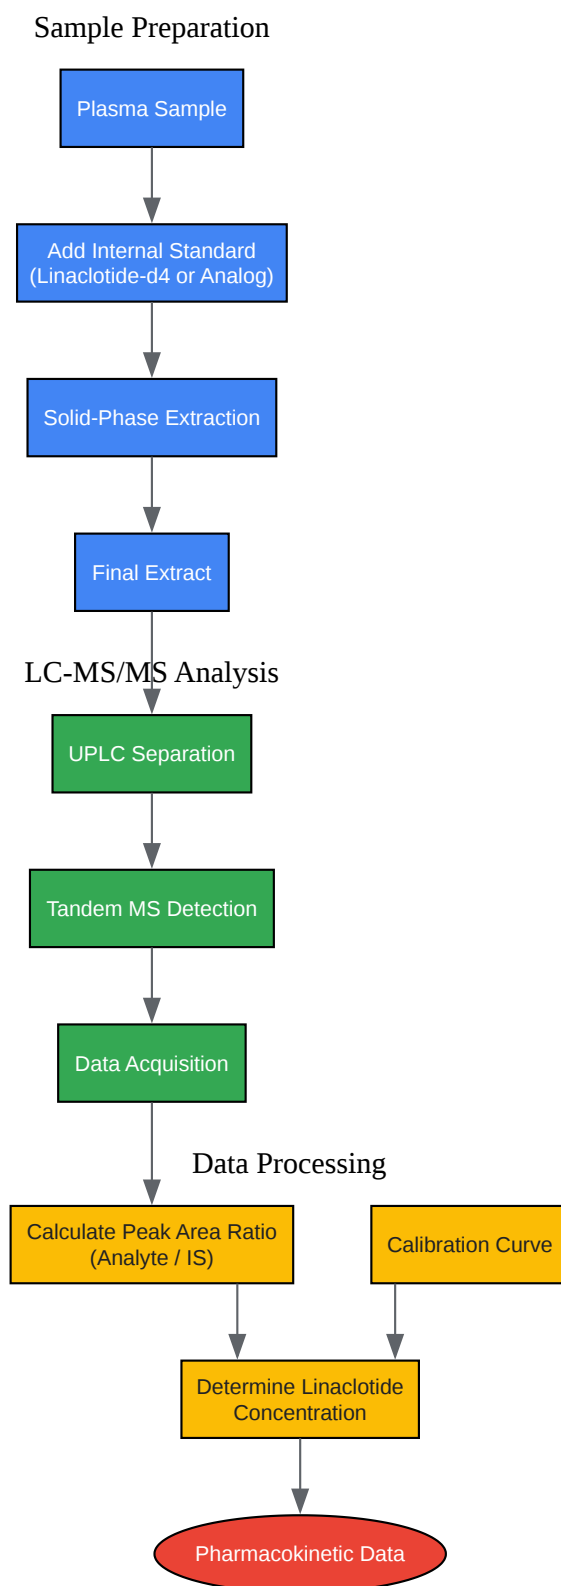 Sample Preparation
Plasma Sample
Add Internal Standard
(Linaclotide-d4 or Analog)
Solid-Phase Extraction
Final Extract
LC-MS/MS Analysis
UPLC Separation
Tandem MS Detection
Data Acquisition
Data Processing
Calculate Peak Area Ratio
(Analyte / IS)
Calibration Curve
Determine Linaclotide
Concentration
Pharmacokinetic Data